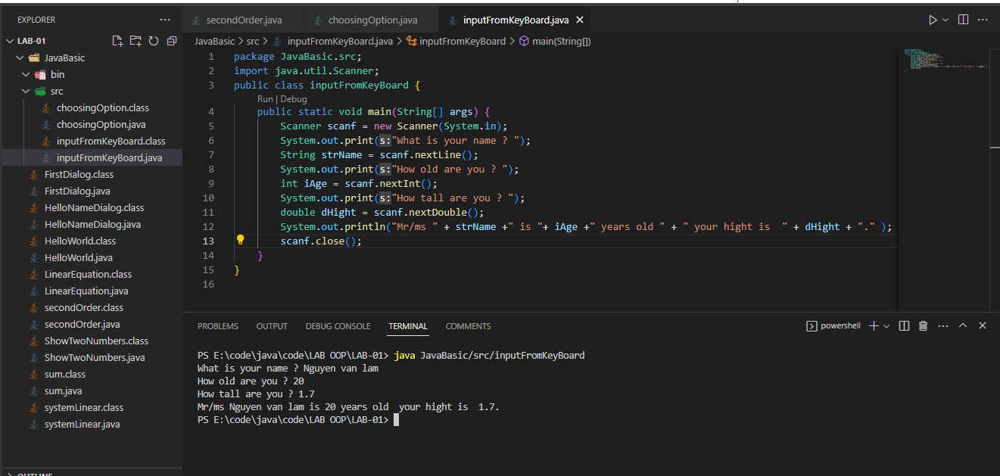 EXPLORER ...
LAB-01
JavaBasic
bin
src
choosingOption.class
choosingOption.java
inputFromKeyBoard.class
inputFromKeyBoard.java
FirstDialog.class
FirstDialog.java
HelloNameDialog.class
HelloNameDialog.java
HelloWorld.class
HelloWorld.java
LinearEquation.class
LinearEquation.java
secondOrder.class
secondOrder.java
ShowTwoNumbers.class
ShowTwoNumbers.java
sum.class
sum.java
systemLinear.class
systemLinear.java
OUTLINE
secondOrder.java choosingOption.java inputFromKeyBoard.java
JavaBasic > src > inputFromKeyBoard.java > inputFromKeyBoard > main(String[])
1 package JavaBasic.src;
2 import java.util.Scanner;
3 public class inputFromKeyBoard {
Run | Debug
4 public static void main(String[] args) {
5 Scanner scanf = new Scanner(System.in);
6 System.out.print(s:"What is your name ? ");
7 String strName = scanf.nextLine();
8 System.out.print(s:"How old are you ? ");
9 int iAge = scanf.nextInt();
10 System.out.print(s:"How tall are you ? ");
11 double dHight = scanf.nextDouble();
12 System.out.println("Mr/ms " + strName +" is "+ iAge +" years old " + " your hight is  " + dHight + "." );
13 scanf.close();
14 }
15 }
16
PROBLEMS OUTPUT DEBUG CONSOLE TERMINAL COMMENTS powershell
PS E:\code\java\code\LAB OOP\LAB-01> java JavaBasic/src/inputFromKeyBoard
What is your name ? Nguyen van lam
How old are you ? 20
How tall are you ? 1.7
Mr/ms Nguyen van lam is 20 years old  your hight is  1.7.
PS E:\code\java\code\LAB OOP\LAB-01>